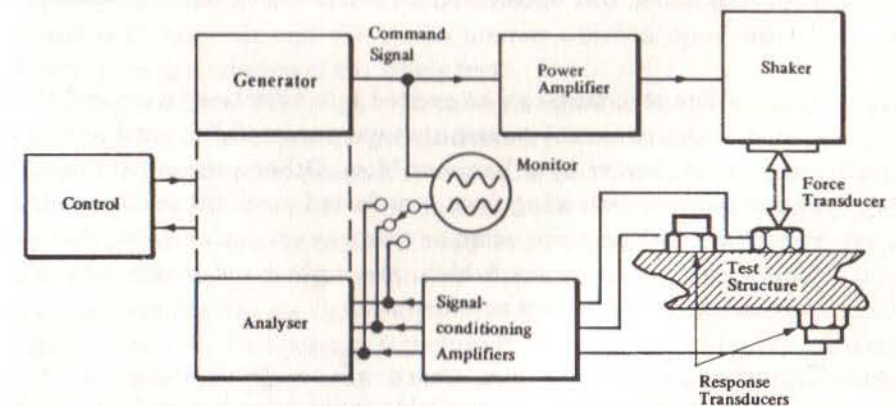 Command
Signal
Generator
Power
Amplifier
Shaker
Monitor
Control
Force
Transducer
Test
Structure
Analyser
Signal-
conditioning
Amplifiers
Response
Transducers